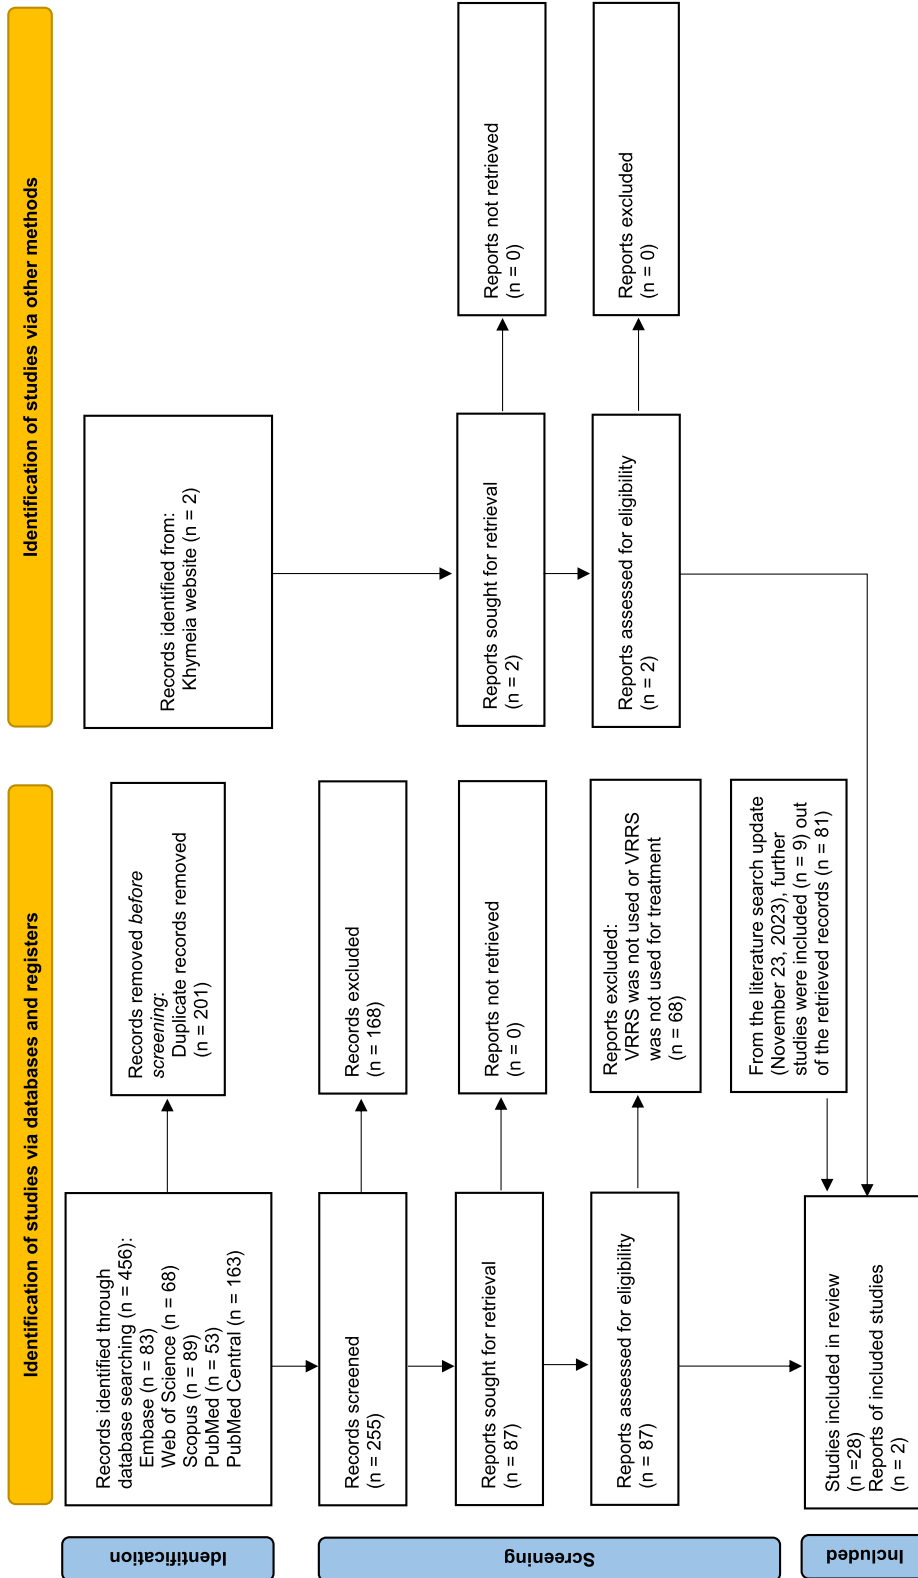 Identification of studies via databases and registers
Identification of studies via other methods
Identification
Records identified through
database searching (n = 456):
Embase (n = 83)
Web of Science (n = 68)
Scopus (n = 89)
PubMed (n = 53)
PubMed Central (n = 163)
Records removed before
screening:
Duplicate records removed
(n = 201)
Records identified from:
Khymeia website (n = 2)
Screening
Records screened
(n = 255)
Records excluded
(n = 168)
Reports sought for retrieval
(n = 87)
Reports not retrieved
(n = 0)
Reports sought for retrieval
(n = 2)
Reports not retrieved
(n = 0)
Reports assessed for eligibility
(n = 87)
Reports excluded:
VRRS was not used or VRRS
was not used for treatment
(n = 68)
Reports assessed for eligibility
(n = 2)
Reports excluded
(n = 0)
From the literature search update
(November 23, 2023), further
studies were included (n = 9) out
of the retrieved records (n = 81)
Included
Studies included in review
(n =28)
Reports of included studies
(n = 2)